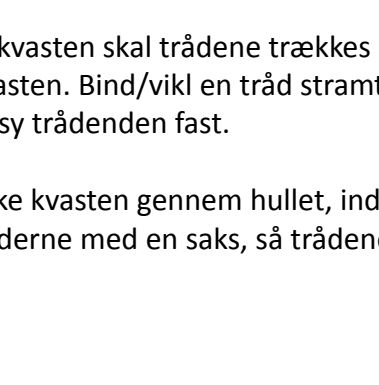 kvasten skal trådene trækkes
asten. Bind/vikl en tråd stramt
sy trådenden fast.
ke kvasten gennem hullet, ind
derne med en saks, så tråden